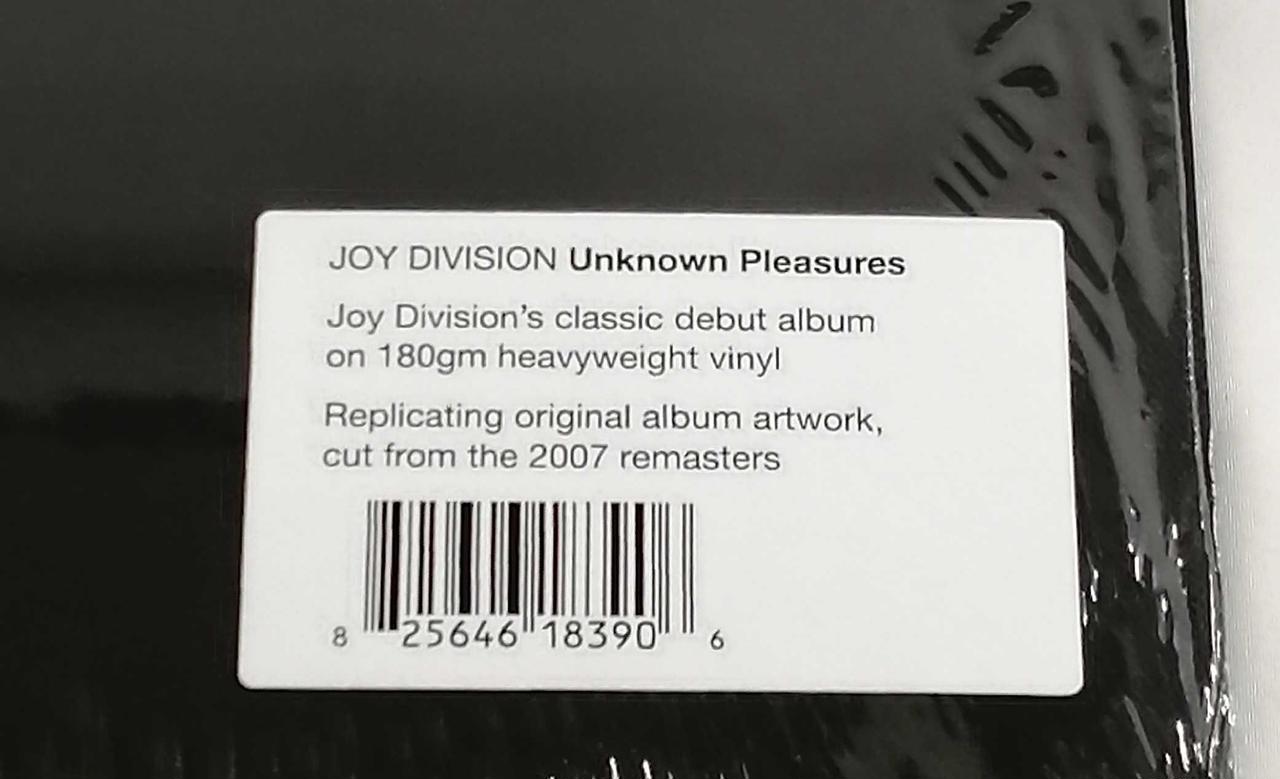 JOY DIVISION Unknown Pleasures
Joy Division's classic debut album
on 180gm heavyweight vinyl
Replicating original album artwork,
cut from the 2007 remasters
8 25646 18390 6